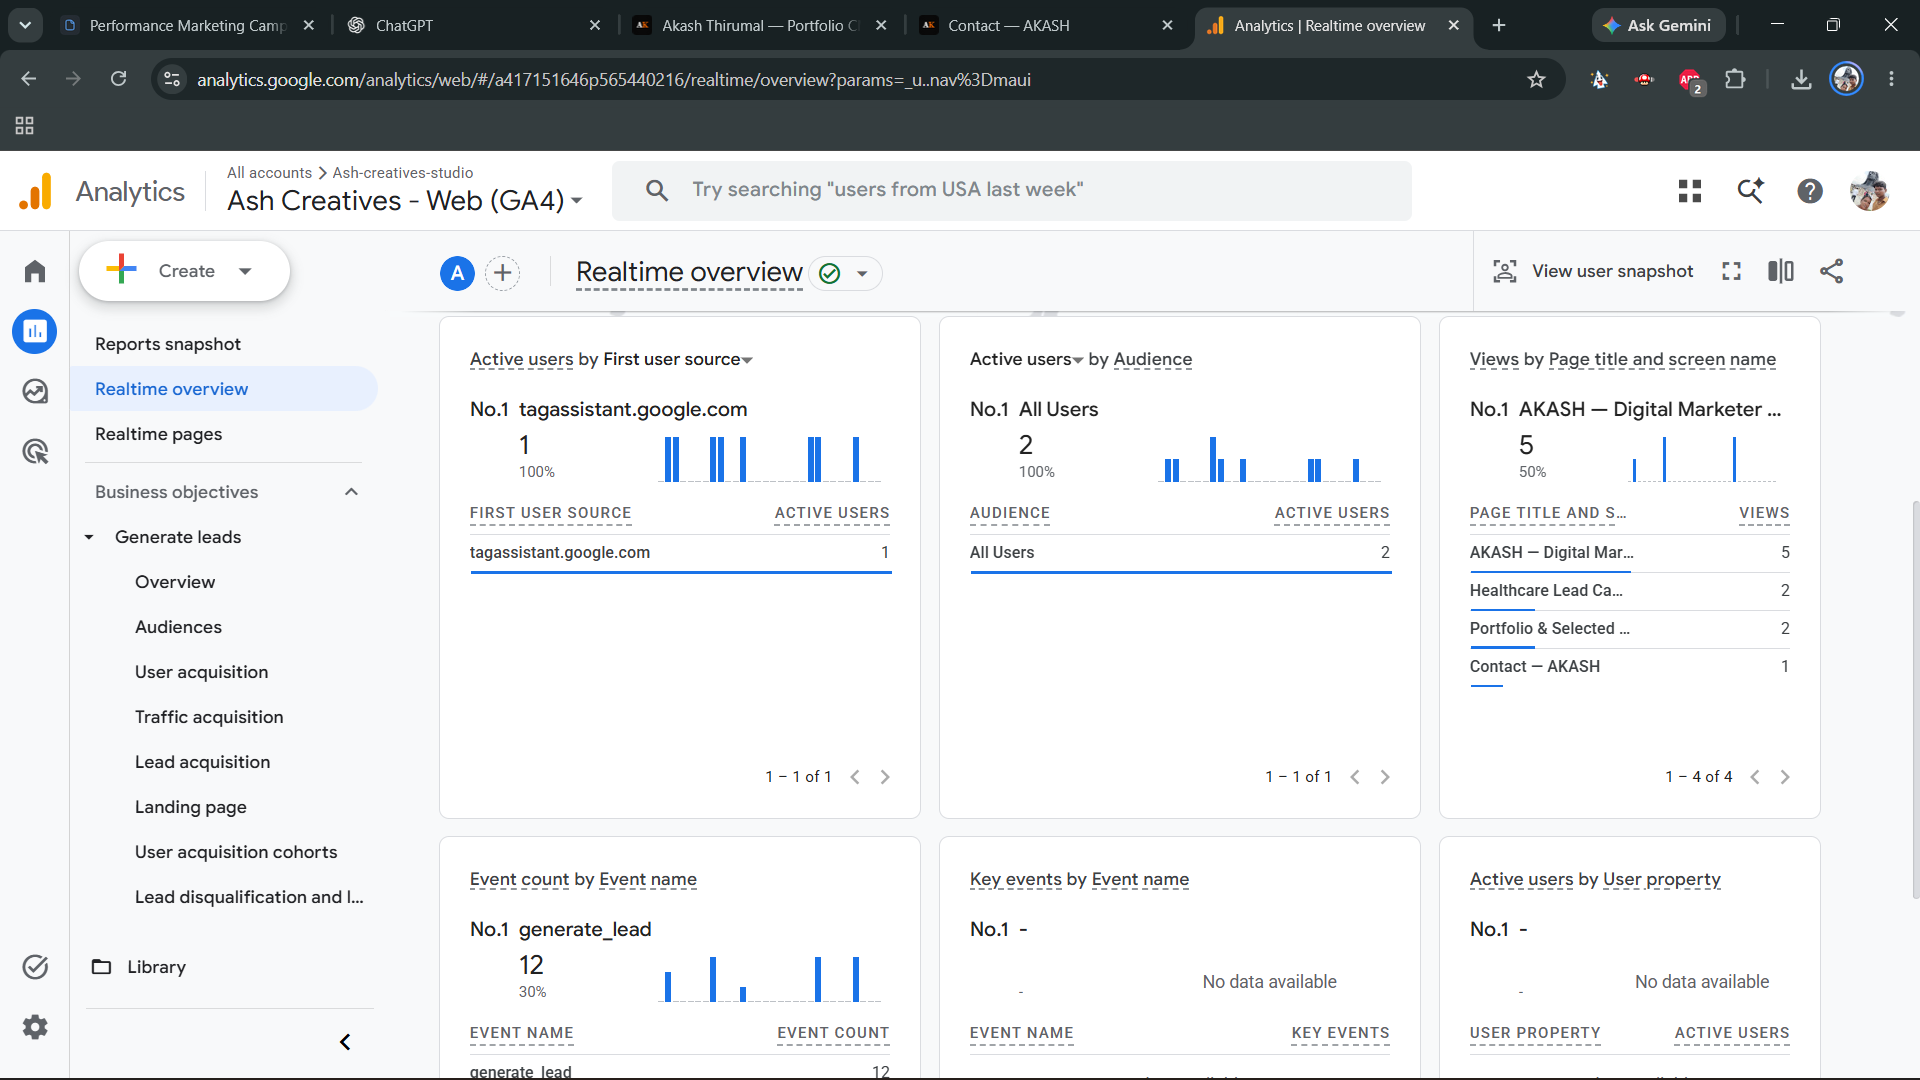 Performance Marketing Camp
ChatGPT
Akash Thirumal — Portfolio C
Contact — AKASH
Analytics | Realtime overview
Ask Gemini
analytics.google.com/analytics/web/#/a417151646p565440216/realtime/overview?params=_u..nav%3Dmaui
2
Analytics
All accounts > Ash-creatives-studio
Ash Creatives - Web (GA4)
Try searching "users from USA last week"
Create
A
Realtime overview
View user snapshot
Reports snapshot
Realtime overview
Realtime pages
Business objectives
Generate leads
Overview
Audiences
User acquisition
Traffic acquisition
Lead acquisition
Landing page
User acquisition cohorts
Lead disqualification and l...
Library
Active users by First user source
No.1 tagassistant.google.com
1
100%
FIRST USER SOURCE ACTIVE USERS
tagassistant.google.com 1
1 – 1 of 1
Active users by Audience
No.1 All Users
2
100%
AUDIENCE ACTIVE USERS
All Users 2
1 – 1 of 1
Views by Page title and screen name
No.1 AKASH — Digital Marketer ...
5
50%
PAGE TITLE AND S... VIEWS
AKASH — Digital Mar... 5
Healthcare Lead Ca... 2
Portfolio & Selected ... 2
Contact — AKASH 1
1 – 4 of 4
Event count by Event name
No.1 generate_lead
12
30%
EVENT NAME EVENT COUNT
generate_lead 12
Key events by Event name
No.1 -
-
No data available
EVENT NAME KEY EVENTS
Active users by User property
No.1 -
-
No data available
USER PROPERTY ACTIVE USERS